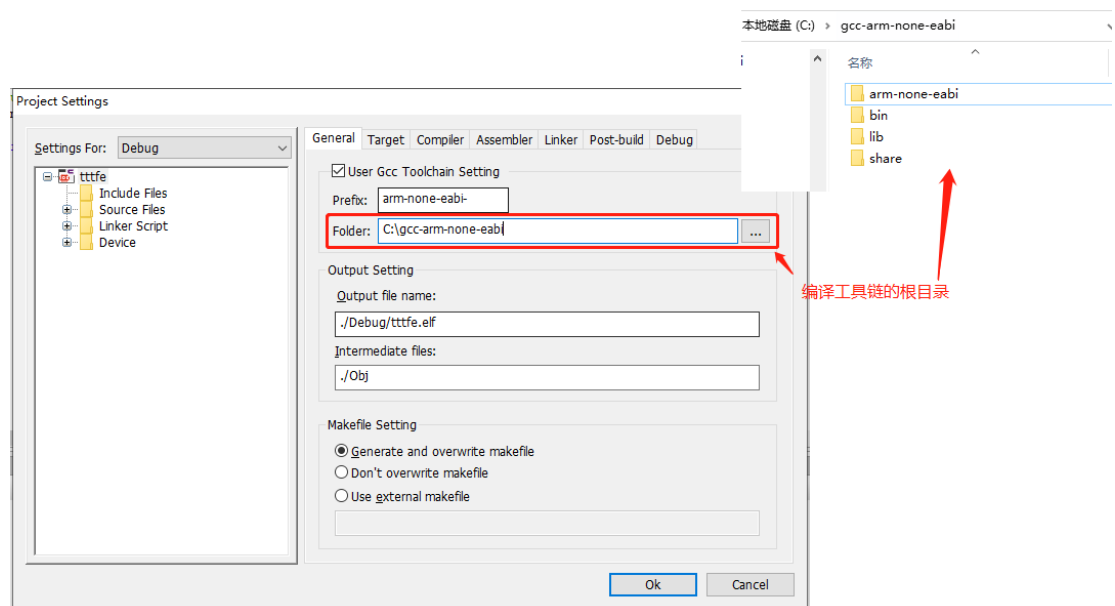 本地磁盘 (C:) › gcc-arm-none-eabi
名称
arm-none-eabi
bin
lib
share
Project Settings
Settings For: Debug
tttfe
Include Files
Source Files
Linker Script
Device
General Target Compiler Assembler Linker Post-build Debug
User Gcc Toolchain Setting
Prefix: arm-none-eabi-
Folder: C:\gcc-arm-none-eabi ...
编译工具链的根目录
Output Setting
Output file name:
./Debug/tttfe.elf
Intermediate files:
./Obj
Makefile Setting
Generate and overwrite makefile
Don't overwrite makefile
Use external makefile
Ok Cancel